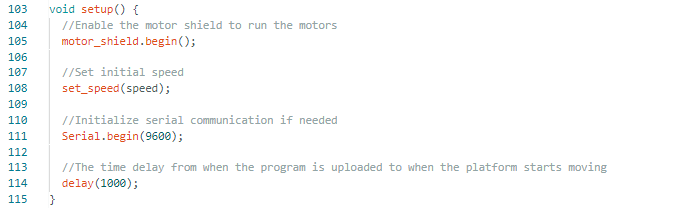 103 void setup() {
104 //Enable the motor shield to run the motors
105 motor_shield.begin();
106
107 //Set initial speed
108 set_speed(speed);
109
110 //Initialize serial communication if needed
111 Serial.begin(9600);
112
113 //The time delay from when the program is uploaded to when the platform starts moving
114 delay(1000);
115 }